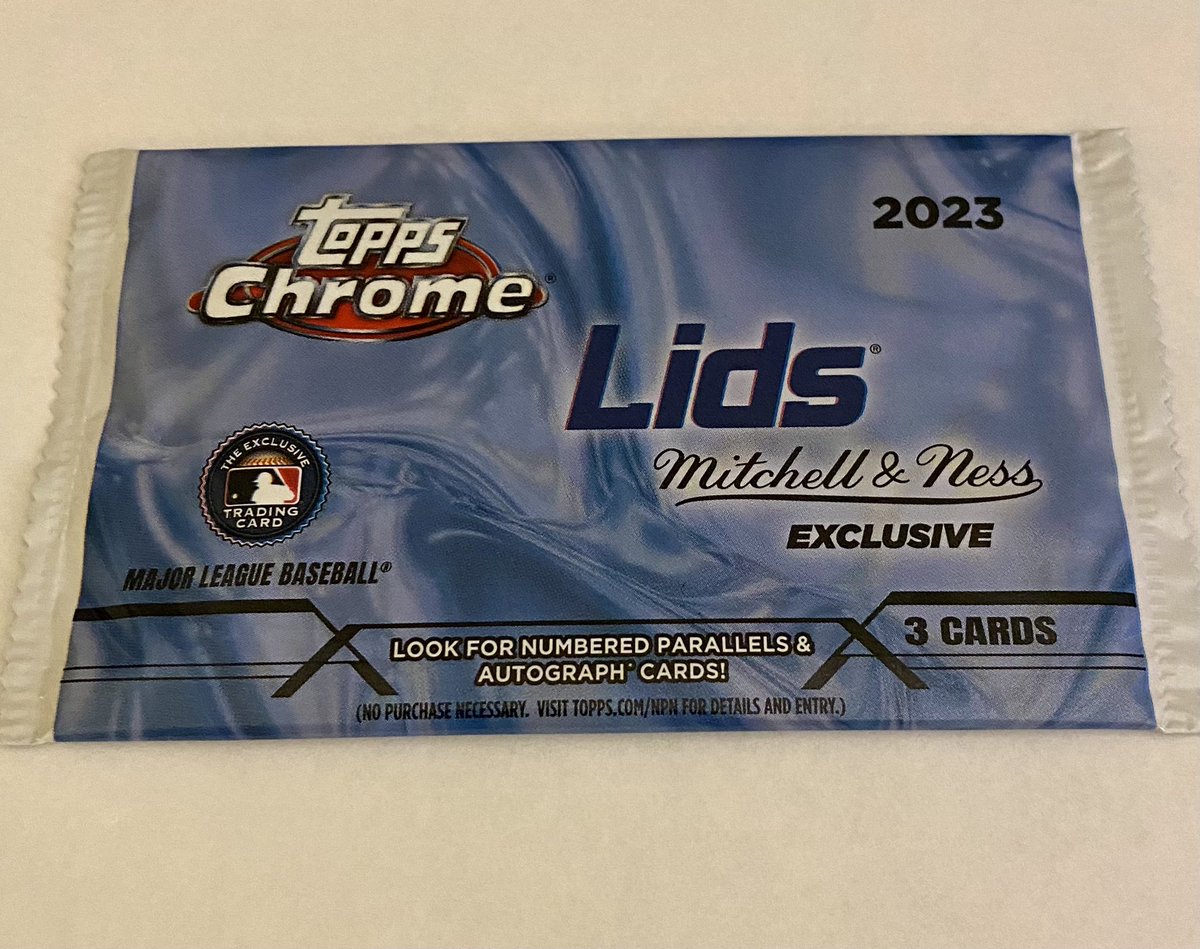 topps
Chrome®
2023
Lids®
Mitchell & Ness
EXCLUSIVE
THE EXCLUSIVE
TRADING
CARD
MAJOR LEAGUE BASEBALL®
3 CARDS
LOOK FOR NUMBERED PARALLELS &
AUTOGRAPH* CARDS!
(NO PURCHASE NECESSARY. VISIT TOPPS.COM/NPN FOR DETAILS AND ENTRY.)